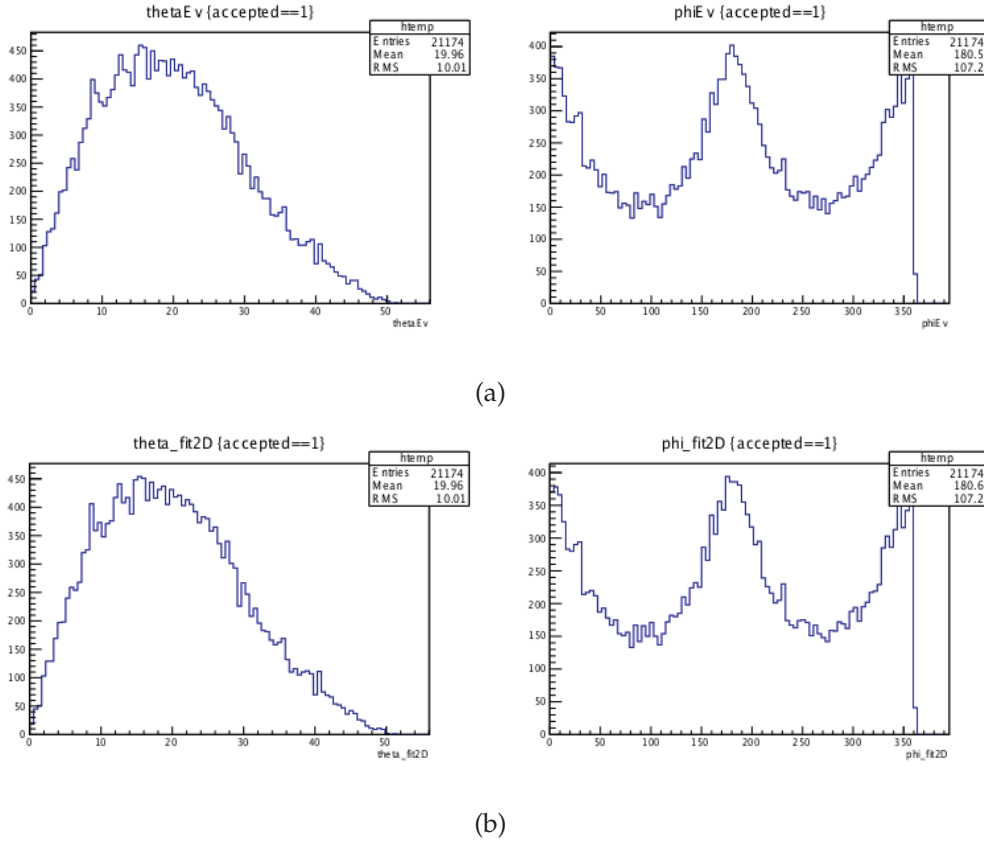 thetaEv {accepted==1}
htemp
Entries 21174
Mean 19.96
RMS 10.01
450
400
350
300
250
200
150
100
50
0
0 10 20 30 40 50
thetaEv
phiEv {accepted==1}
htemp
Entries 21174
Mean 180.5
RMS 107.2
400
350
300
250
200
150
100
50
0
0 50 100 150 200 250 300 350
phiEv
(a)
theta_fit2D {accepted==1}
htemp
Entries 21174
Mean 19.96
RMS 10.01
450
400
350
300
250
200
150
100
50
0
0 10 20 30 40 50
theta_fit2D
phi_fit2D {accepted==1}
htemp
Entries 21174
Mean 180.6
RMS 107.2
400
350
300
250
200
150
100
50
0
0 50 100 150 200 250 300 350
phi_fit2D
(b)